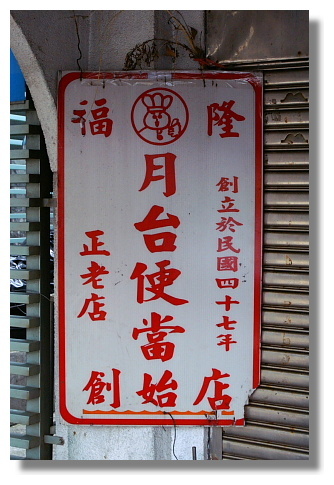 福隆
月台便當
創立於民國四十七年
正老店
創始店